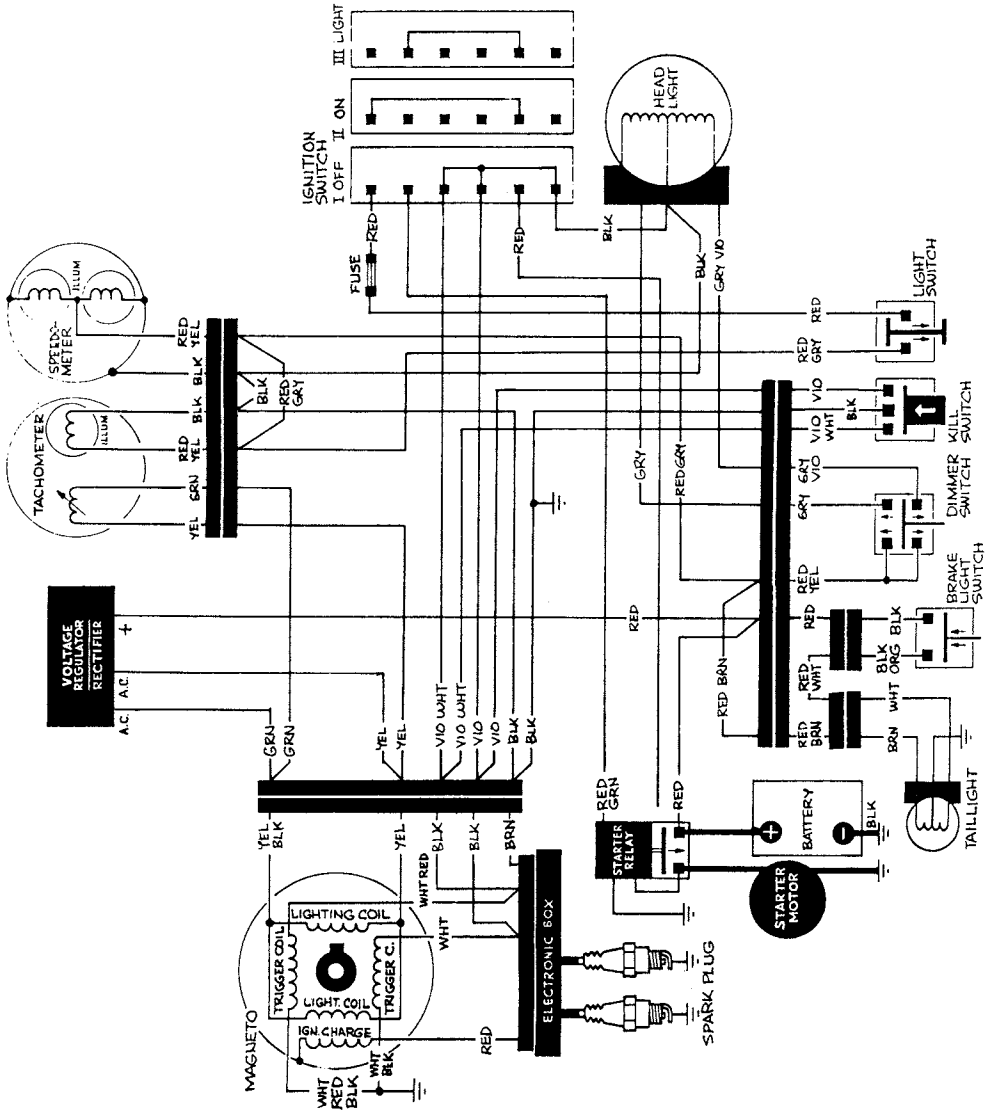 III LIGHT
II ON
IGNITION
SWITCH
I OFF
HEAD
LIGHT
ILLUM
SPEEDO-
METER
TACHOMETER
ILLUM
VOLTAGE
REGULATOR
RECTIFIER
A.C. A.C. +
RED
FUSE
RED
BLK
BLK
GRY VIO
RED
YEL
BLK
BLK
RED
YEL
GRN
YEL
BLK
RED
GRY
RED
LIGHT
SWITCH
RED
GRY
VIO
BLK
VIO
WHT
KILL
SWITCH
GRY
VIO
GRY
DIMMER
SWITCH
RED
YEL
GRY
RED GRY
RED
RED
BLK
BLK
ORG
BRAKE
LIGHT
SWITCH
RED
WHT
RED BRN
RED
BRN
WHT
BRN
TAILLIGHT
GRN
GRN
YEL
YEL
VIO WHT
VIO WHT
VIO
VIO
BLK
BLK
YEL
BLK
YEL
BLK
BLK
BRN
WHT RED
WHT
RED
GRN
RED
STARTER
RELAY
+
BATTERY
-
BLK
STARTER
MOTOR
ELECTRONIC BOX
SPARK PLUG
MAGNETO
TRIGGER COIL
LIGHTING COIL
LIGHT. COIL
TRIGGER C.
IGN. CHARGE
RED
WHT
BLK
WHT
RED
BLK